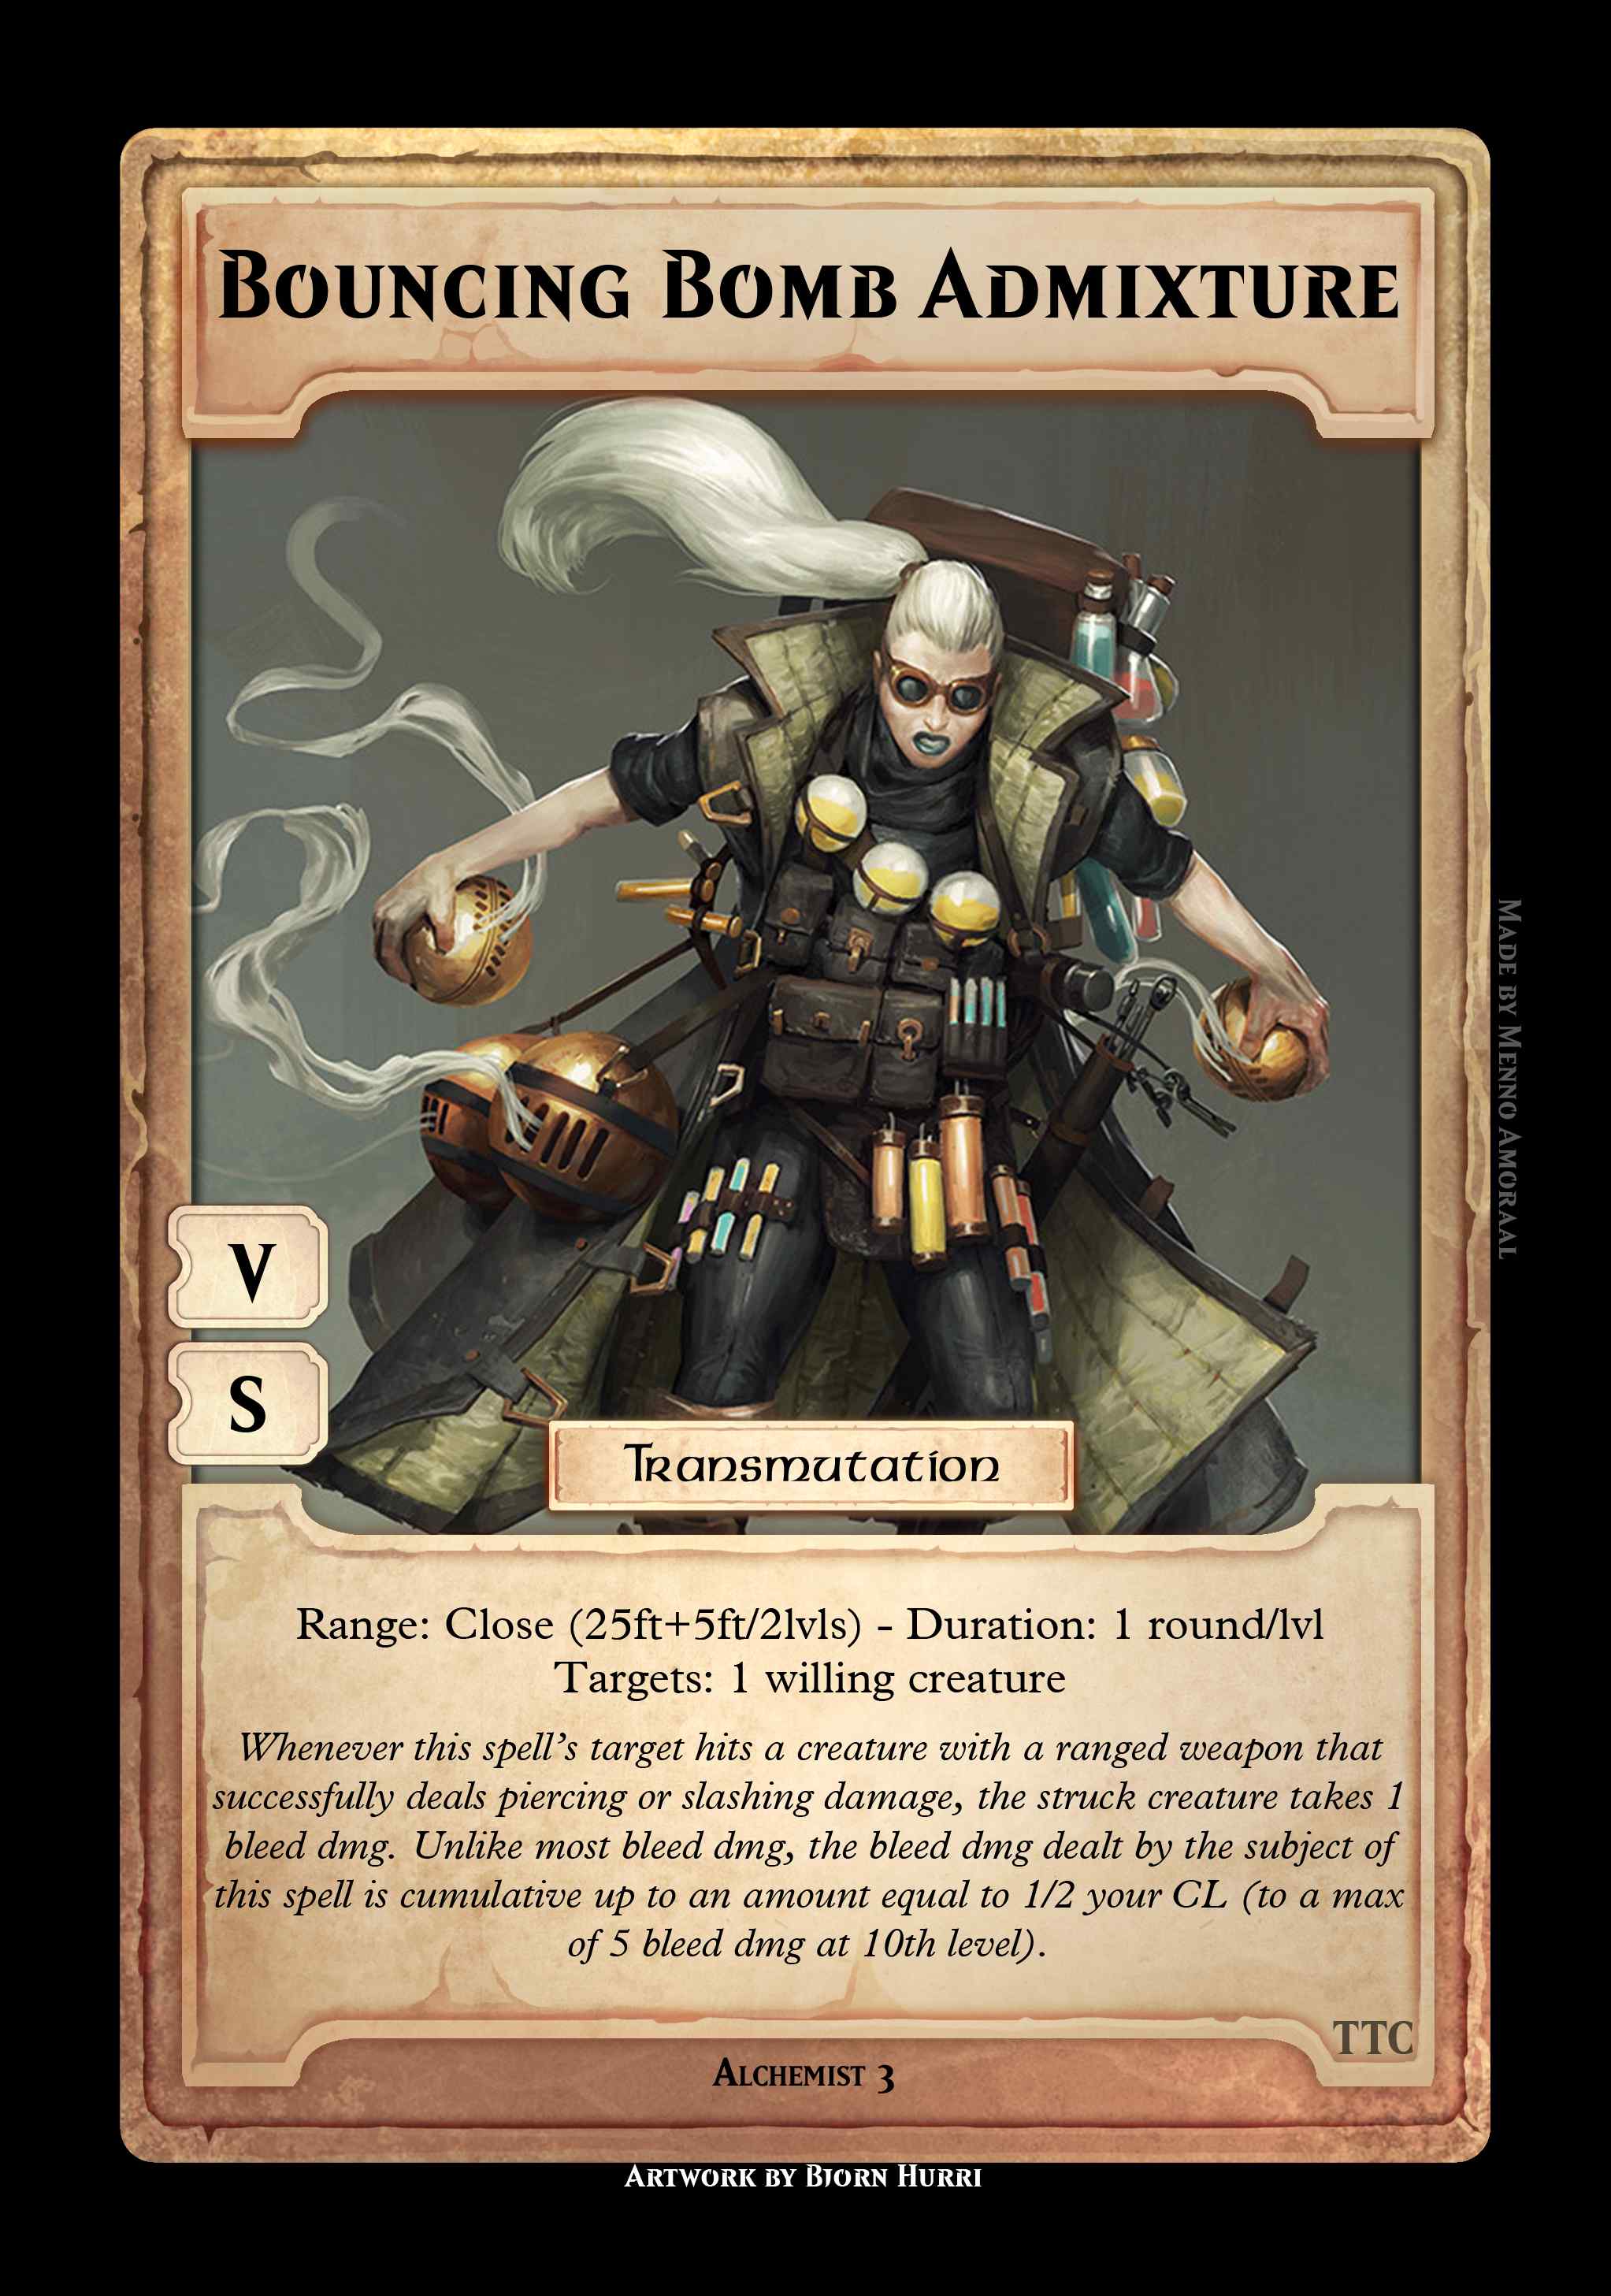 Bouncing Bomb Admixture
V
S
Transmutation
Range: Close (25ft+5ft/2lvls) - Duration: 1 round/lvl
Targets: 1 willing creature
Whenever this spell's target hits a creature with a ranged weapon that
successfully deals piercing or slashing damage, the struck creature takes 1
bleed dmg. Unlike most bleed dmg, the bleed dmg dealt by the subject of
this spell is cumulative up to an amount equal to 1/2 your CL (to a max
of 5 bleed dmg at 10th level).
TTC
Alchemist 3
Artwork by Bjorn Hurri
Made by Menno Amoraal